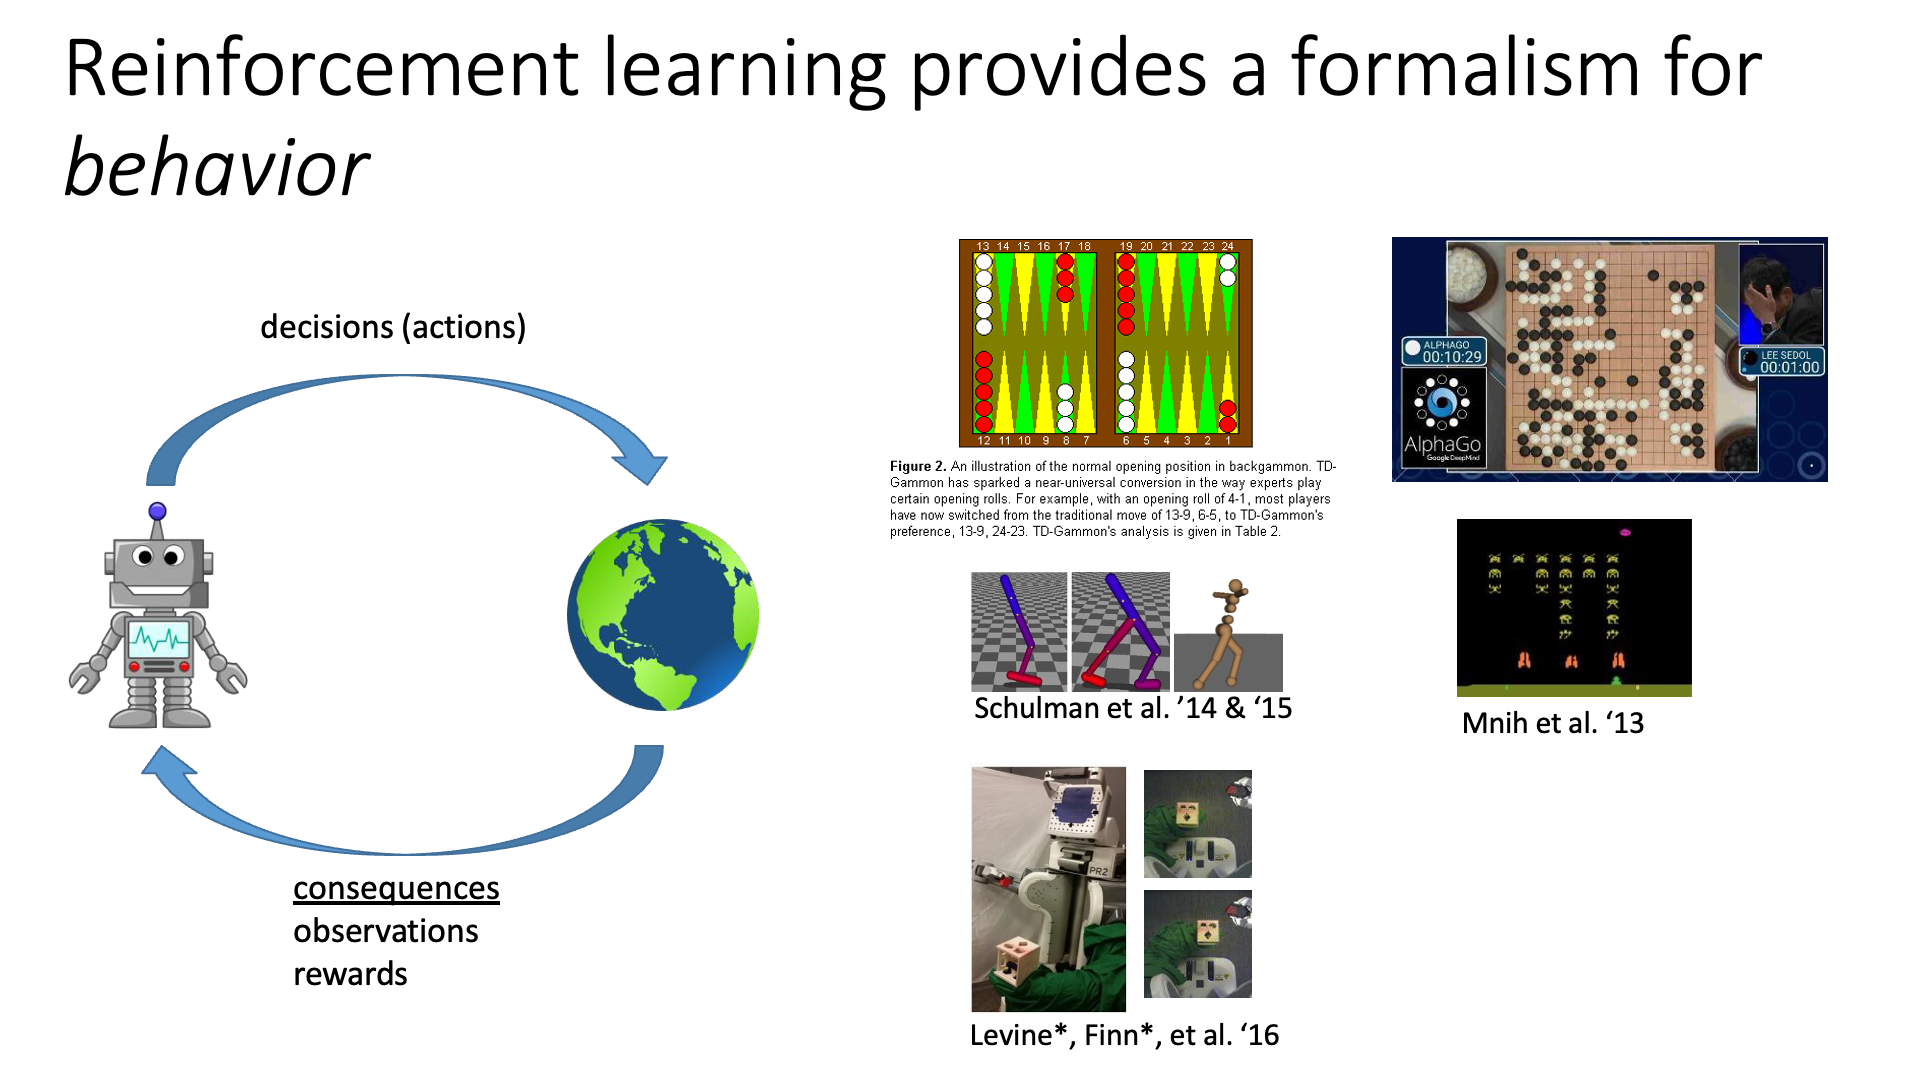 Reinforcement learning provides a formalism for
behavior
decisions (actions)
consequences
observations
rewards
13 14 15 16 17 18 19 20 21 22 23 24
12 11 10 9 8 7 6 5 4 3 2 1
Figure 2. An illustration of the normal opening position in backgammon. TD-
Gammon has sparked a near-universal conversion in the way experts play
certain opening rolls. For example, with an opening roll of 4-1, most players
have now switched from the traditional move of 13-9, 6-5, to TD-Gammon's
preference, 13-9, 24-23. TD-Gammon's analysis is given in Table 2.
ALPHAGO
00:10:29
LEE SEDOL
00:01:00
AlphaGo
Google DeepMind
Schulman et al. ’14 & ‘15
Mnih et al. ‘13
PR2
Levine*, Finn*, et al. ‘16